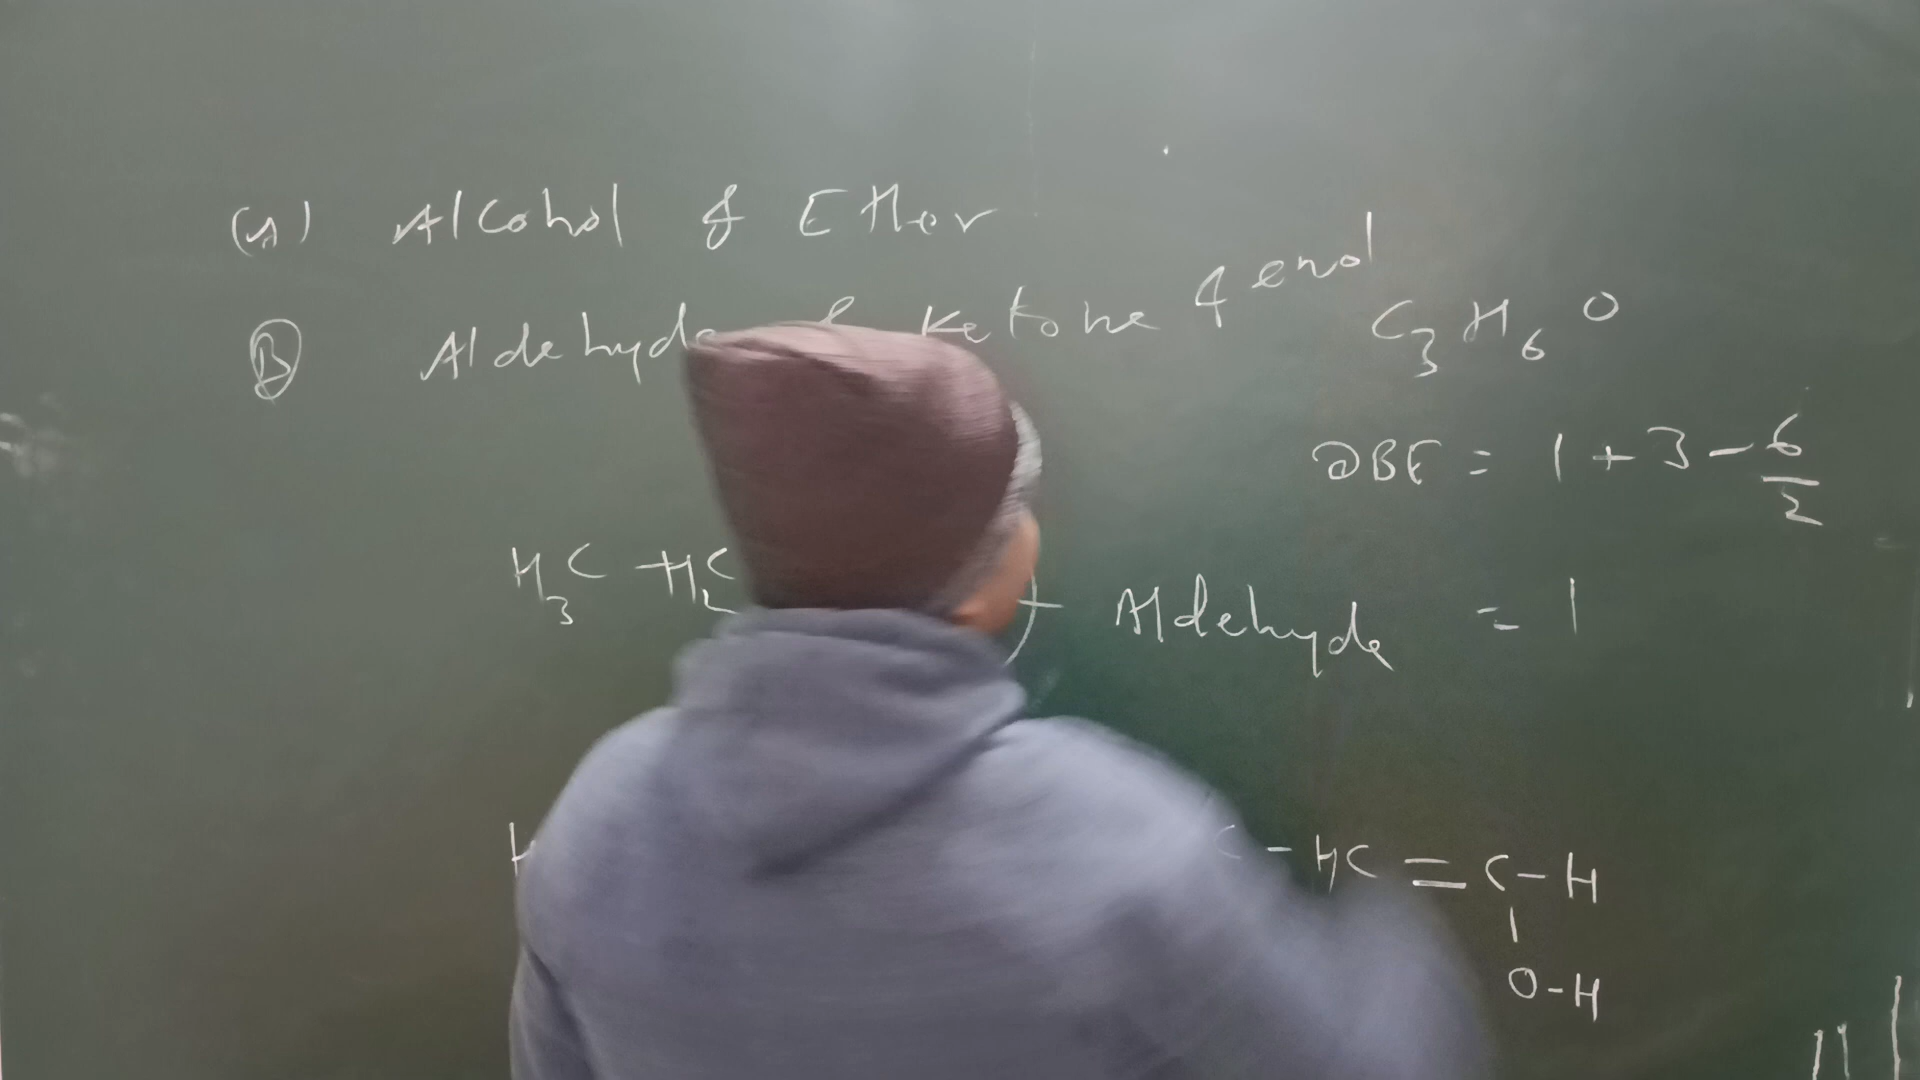 (A) Alcohol & Ether
(B) Aldehyde & Ketone & enol
C3H6O
DBE = 1 + 3 - 6/2
= 1
H3C - H2C
Aldehyde
H
C - HC = C - H
|
O - H